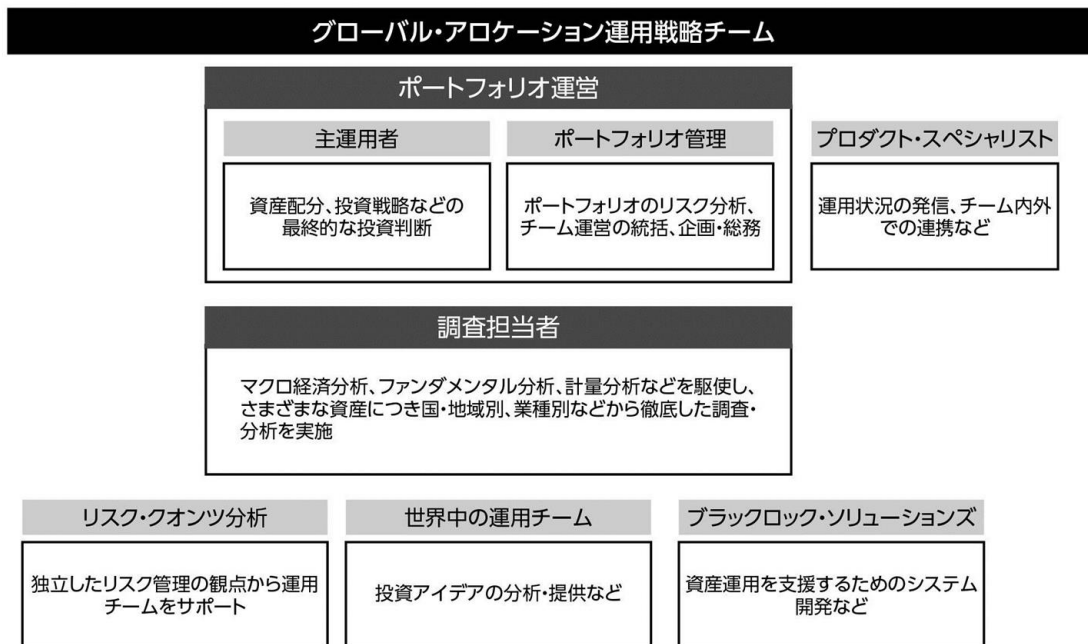 グローバル・アロケーション運用戦略チーム
ポートフォリオ運営
主運用者
資産配分、投資戦略などの
最終的な投資判断
ポートフォリオ管理
ポートフォリオのリスク分析、
チーム運営の統括、企画・総務
プロダクト・スペシャリスト
運用状況の発信、チーム内外
での連携など
調査担当者
マクロ経済分析、ファンダメンタル分析、計量分析などを駆使し、
さまざまな資産につき国・地域別、業種別などから徹底した調査・
分析を実施
リスク・クオンツ分析
独立したリスク管理の観点から運用
チームをサポート
世界中の運用チーム
投資アイデアの分析・提供など
ブラックロック・ソリューションズ
資産運用を支援するためのシステム
開発など